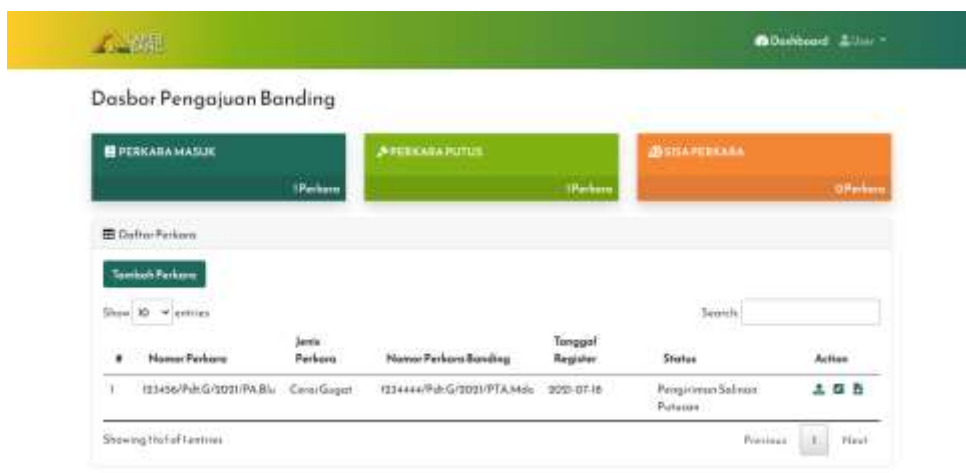 Dashboard User
Dasbor Pengajuan Banding
PERKARA MASUK
1 Perkara
PERKARA PUTUS
1 Perkara
SISA PERKARA
0 Perkara
Daftar Perkara
Tambah Perkara
Show 10 entries
Search:
# Nomor Perkara Jenis Perkara Nomor Perkara Banding Tanggal Register Status Action
1 123456/Pdt.G/2021/PA.Blu Cerai Gugat 1234444/Pdt.G/2021/PTA.Mdo 2021-07-18 Pengiriman Salinan Putusan
Showing 1 to 1 of 1 entries
Previous 1 Next